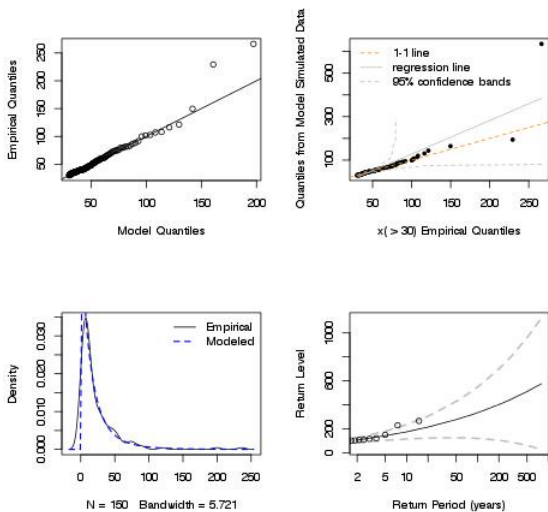 Empirical Quantiles
50 100 150 200 250
50 100 150 200
Model Quantiles
Quantiles from Model Simulated Data
100 300 500
1-1 line
regression line
95% confidence bands
50 100 150 200 250
x( > 30) Empirical Quantiles
Density
0.000 0.010 0.020 0.030
Empirical
Modeled
0 50 100 150 200 250
N = 150 Bandwidth = 5.721
Return Level
0 200 600 1000
2 5 10 50 200 500
Return Period (years)